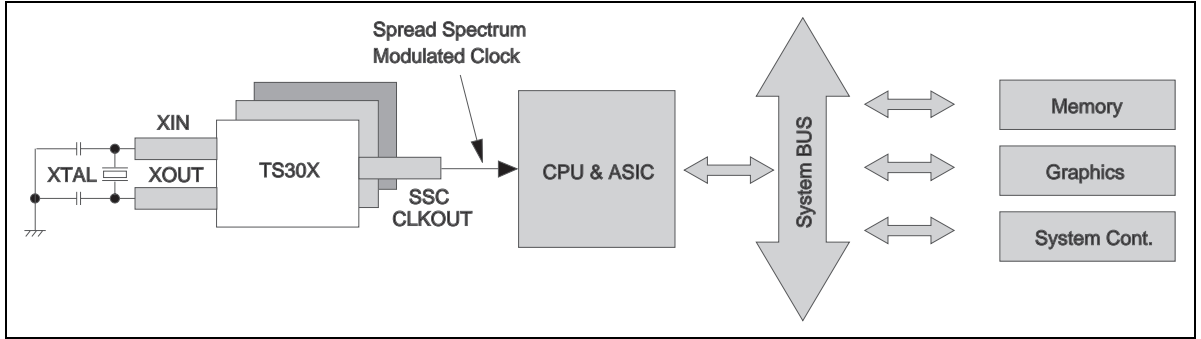 Spread Spectrum
Modulated Clock
XIN
XTAL
XOUT
TS30X
SSC
CLKOUT
CPU & ASIC
System BUS
Memory
Graphics
System Cont.